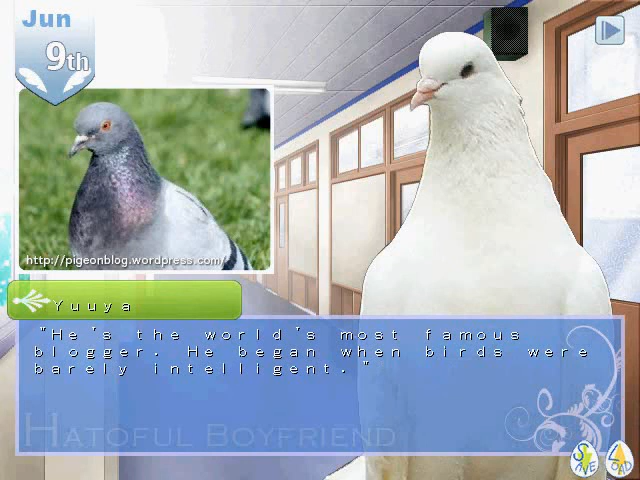 Jun
9th
http://pigeonblog.wordpress.com/
Yuuya
"He's the world's most famous
blogger. He began when birds were
barely intelligent."
HATOFUL BOYFRIEND
SAVE
LOAD